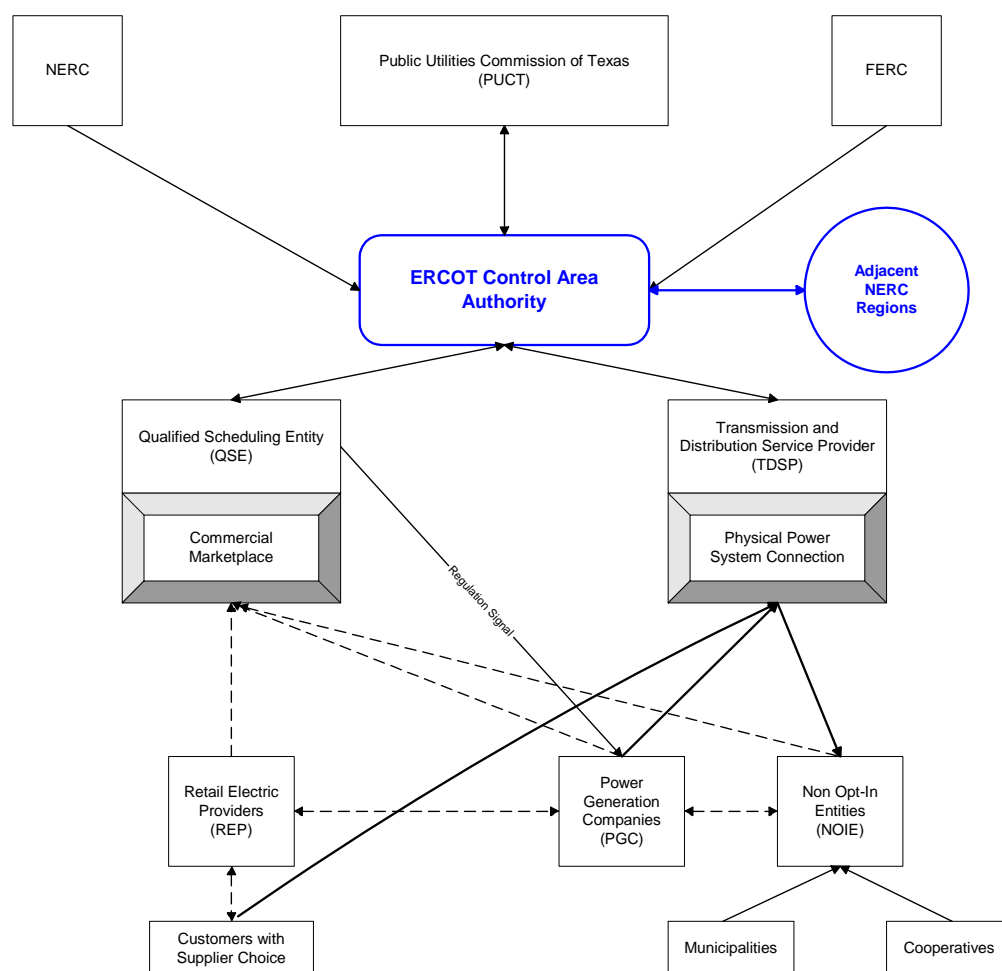 NERC
Public Utilities Commission of Texas
(PUCT)
FERC
ERCOT Control Area
Authority
Adjacent
NERC
Regions
Qualified Scheduling Entity
(QSE)
Transmission and
Distribution Service Provider
(TDSP)
Commercial
Marketplace
Physical Power
System Connection
Regulation Signal
Retail Electric
Providers
(REP)
Power
Generation
Companies
(PGC)
Non Opt-In
Entities
(NOIE)
Customers with
Supplier Choice
Municipalities
Cooperatives